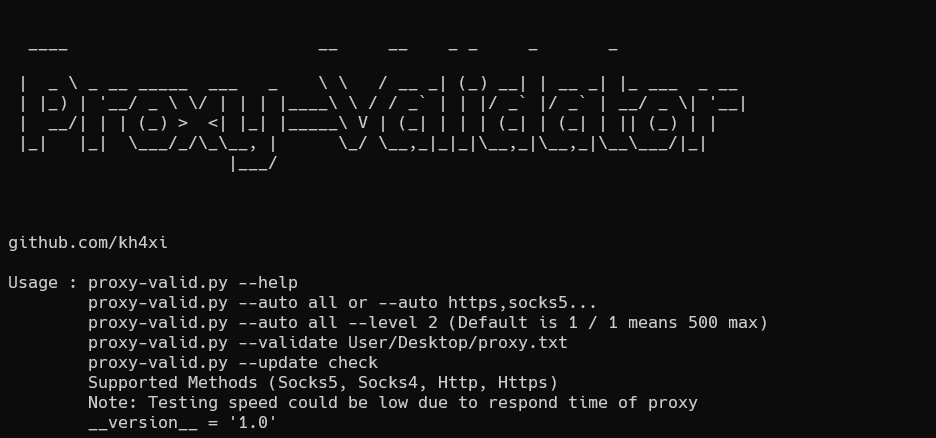 Proxy-Validator
github.com/kh4xi
Usage : proxy-valid.py --help
proxy-valid.py --auto all or --auto https,socks5...
proxy-valid.py --auto all --level 2 (Default is 1 / 1 means 500 max)
proxy-valid.py --validate User/Desktop/proxy.txt
proxy-valid.py --update check
Supported Methods (Socks5, Socks4, Http, Https)
Note: Testing speed could be low due to respond time of proxy
__version__ = '1.0'